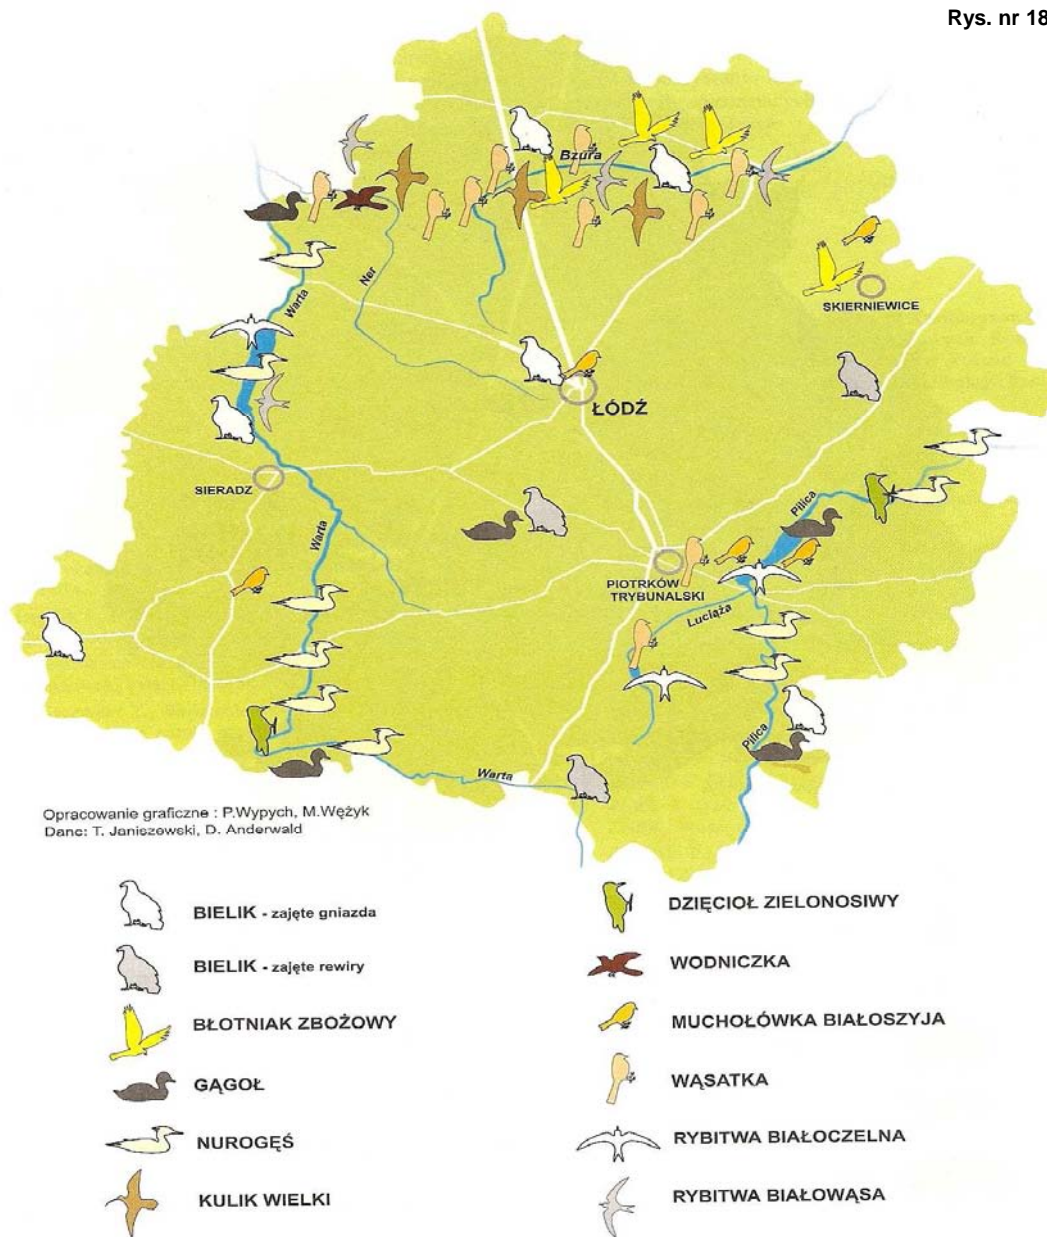 Rys. nr 18
Bzura
Ner
Warta
SKIERNIEWICE
ŁÓDŹ
SIERADZ
Warta
Pilica
PIOTRKÓW
TRYBUNALSKI
Luciąża
Pilica
Warta
Opracowanie graficzne : P.Wypych, M.Wężyk
Dane: T. Janiszewski, D. Anderwald
BIELIK - zajęte gniazda
BIELIK - zajęte rewiry
BŁOTNIAK ZBOŻOWY
GĄGOŁ
NUROGĘŚ
KULIK WIELKI
DZIĘCIOŁ ZIELONOSIWY
WODNICZKA
MUCHOŁÓWKA BIAŁOSZYJA
WĄSATKA
RYBITWA BIAŁOCZELNA
RYBITWA BIAŁOWĄSA